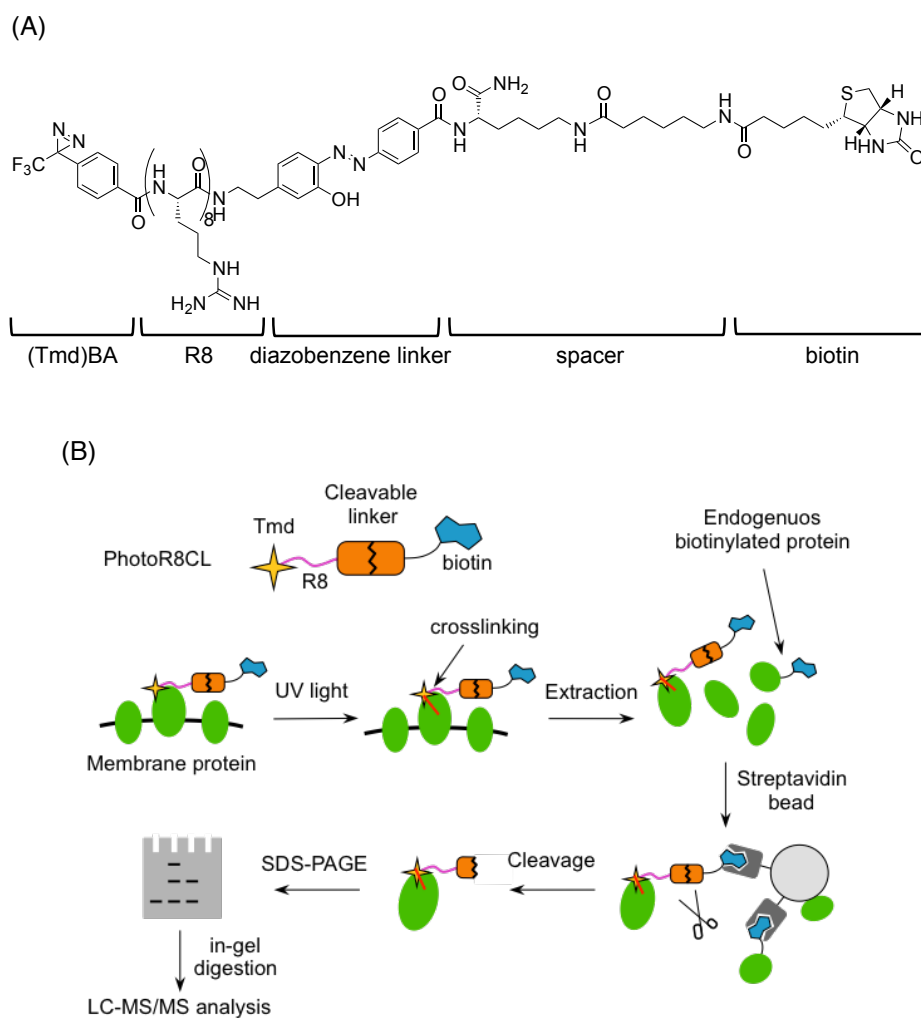 (A)
O
NH2
N
N
F3C
O
H
N
O
8
N
H
NH
H2N
NH
N
N
OH
O
N
H
N
H
O
H
N
O
S
H
H
NH
HN
O
(Tmd)BA
R8
diazobenzene linker
spacer
biotin
(B)
PhotoR8CL
Tmd
R8
Cleavable
linker
biotin
Endogenuos
biotinylated protein
crosslinking
UV light
Extraction
Membrane protein
Streptavidin
bead
Cleavage
SDS-PAGE
in-gel
digestion
LC-MS/MS analysis